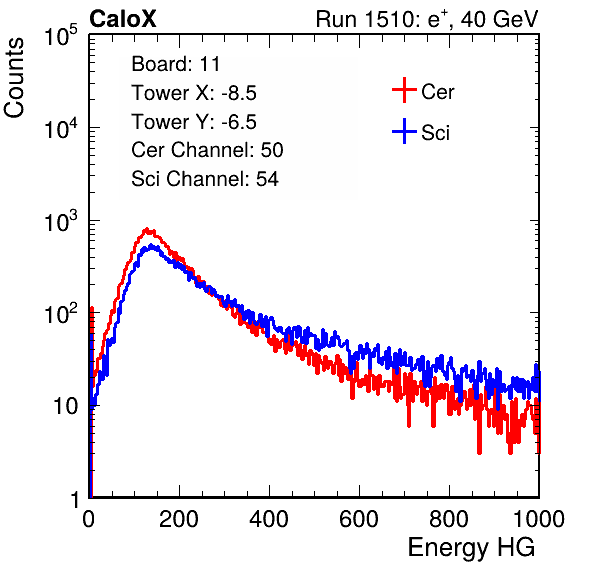 CaloX Run 1510: e⁺, 40 GeV
Counts
Board: 11
Tower X: -8.5
Tower Y: -6.5
Cer Channel: 50
Sci Channel: 54
Cer
Sci
10⁵
10⁴
10³
10²
10
1
0 200 400 600 800 1000
Energy HG